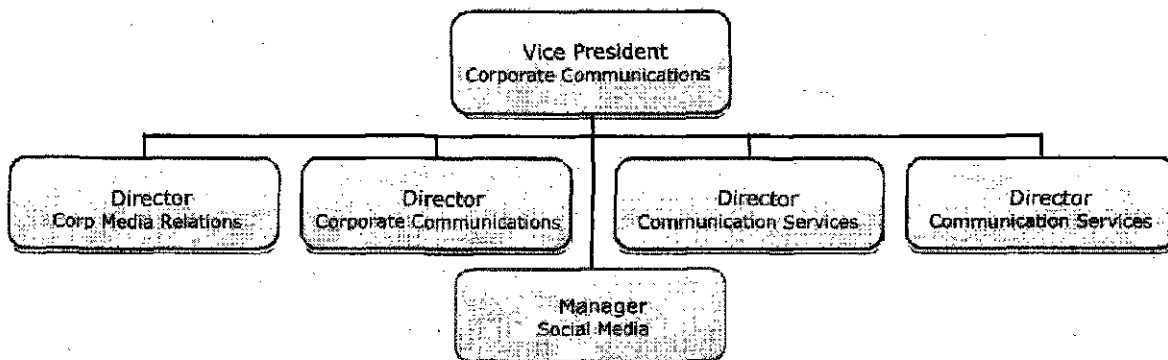 Vice President
Corporate Communications
Director
Corp Media Relations
Director
Corporate Communications
Director
Communication Services
Director
Communication Services
Manager
Social Media